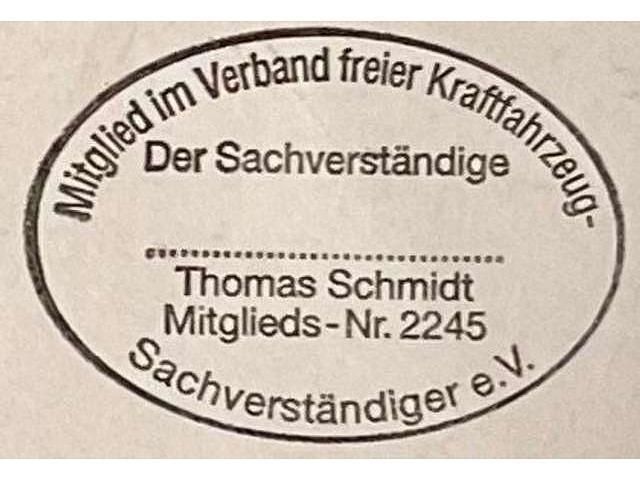 Mitglied im Verband freier Kraftfahrzeug-
Der Sachverständige
Thomas Schmidt
Mitglieds-Nr. 2245
Sachverständiger e.V.